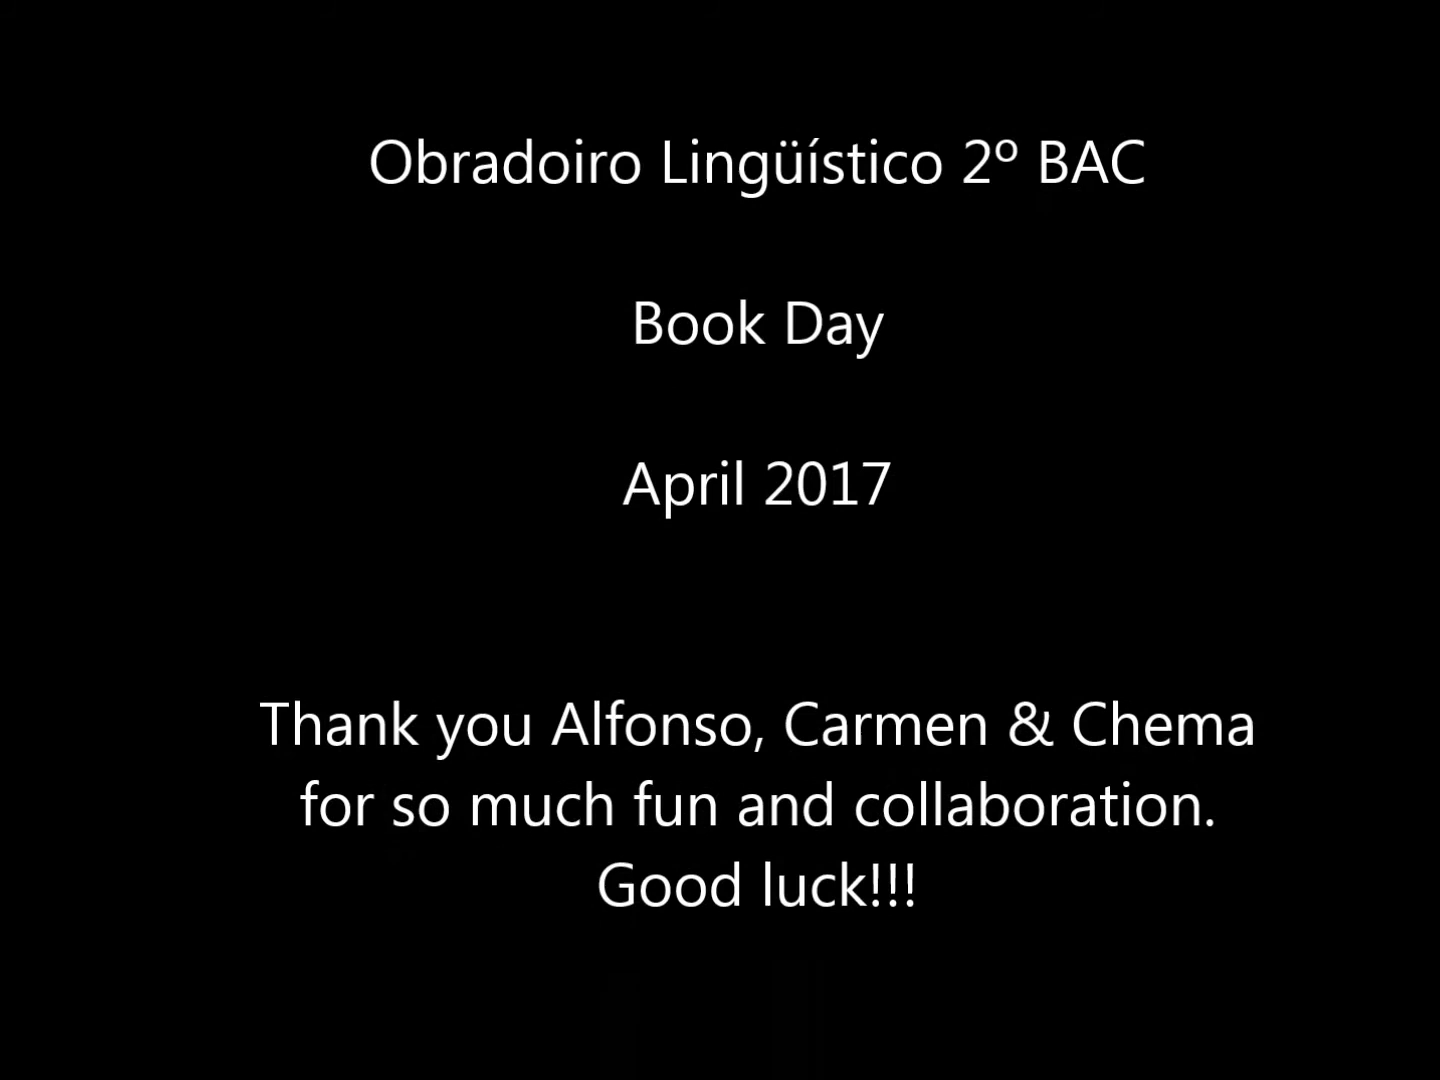 Obradoiro Lingüístico 2º BAC
Book Day
April 2017
Thank you Alfonso, Carmen & Chema
for so much fun and collaboration.
Good luck!!!